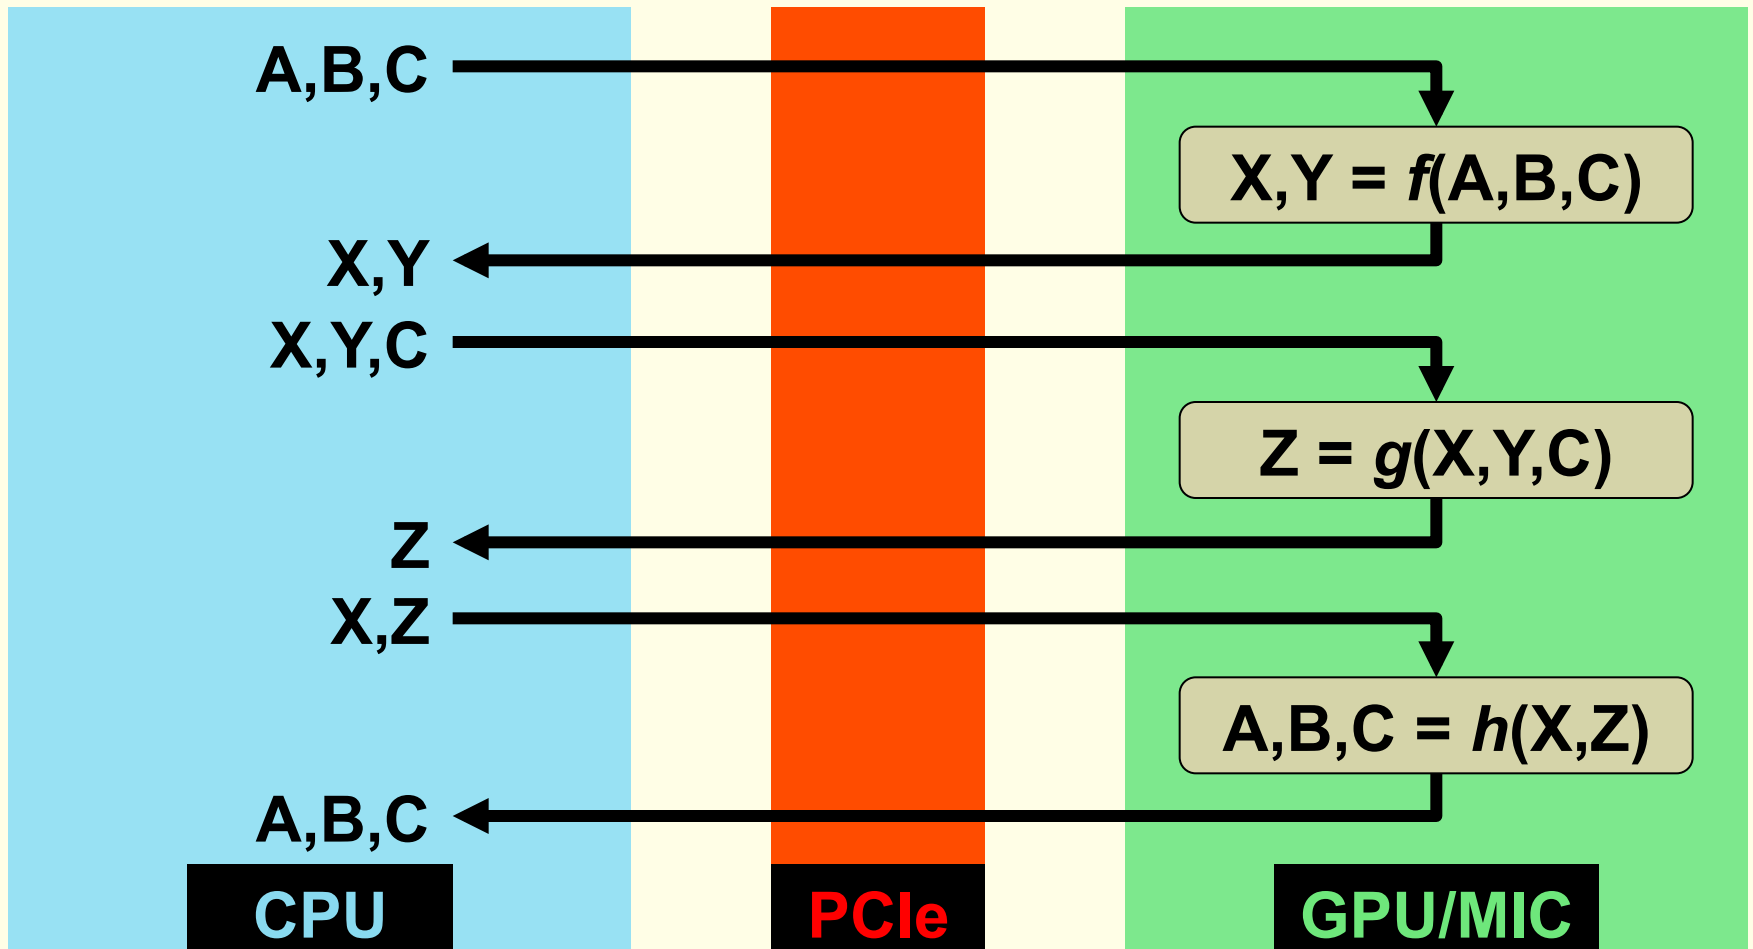 A,B,C
X,Y = f(A,B,C)
X,Y
X,Y,C
Z = g(X,Y,C)
Z
X,Z
A,B,C = h(X,Z)
A,B,C
CPU
PCIe
GPU/MIC